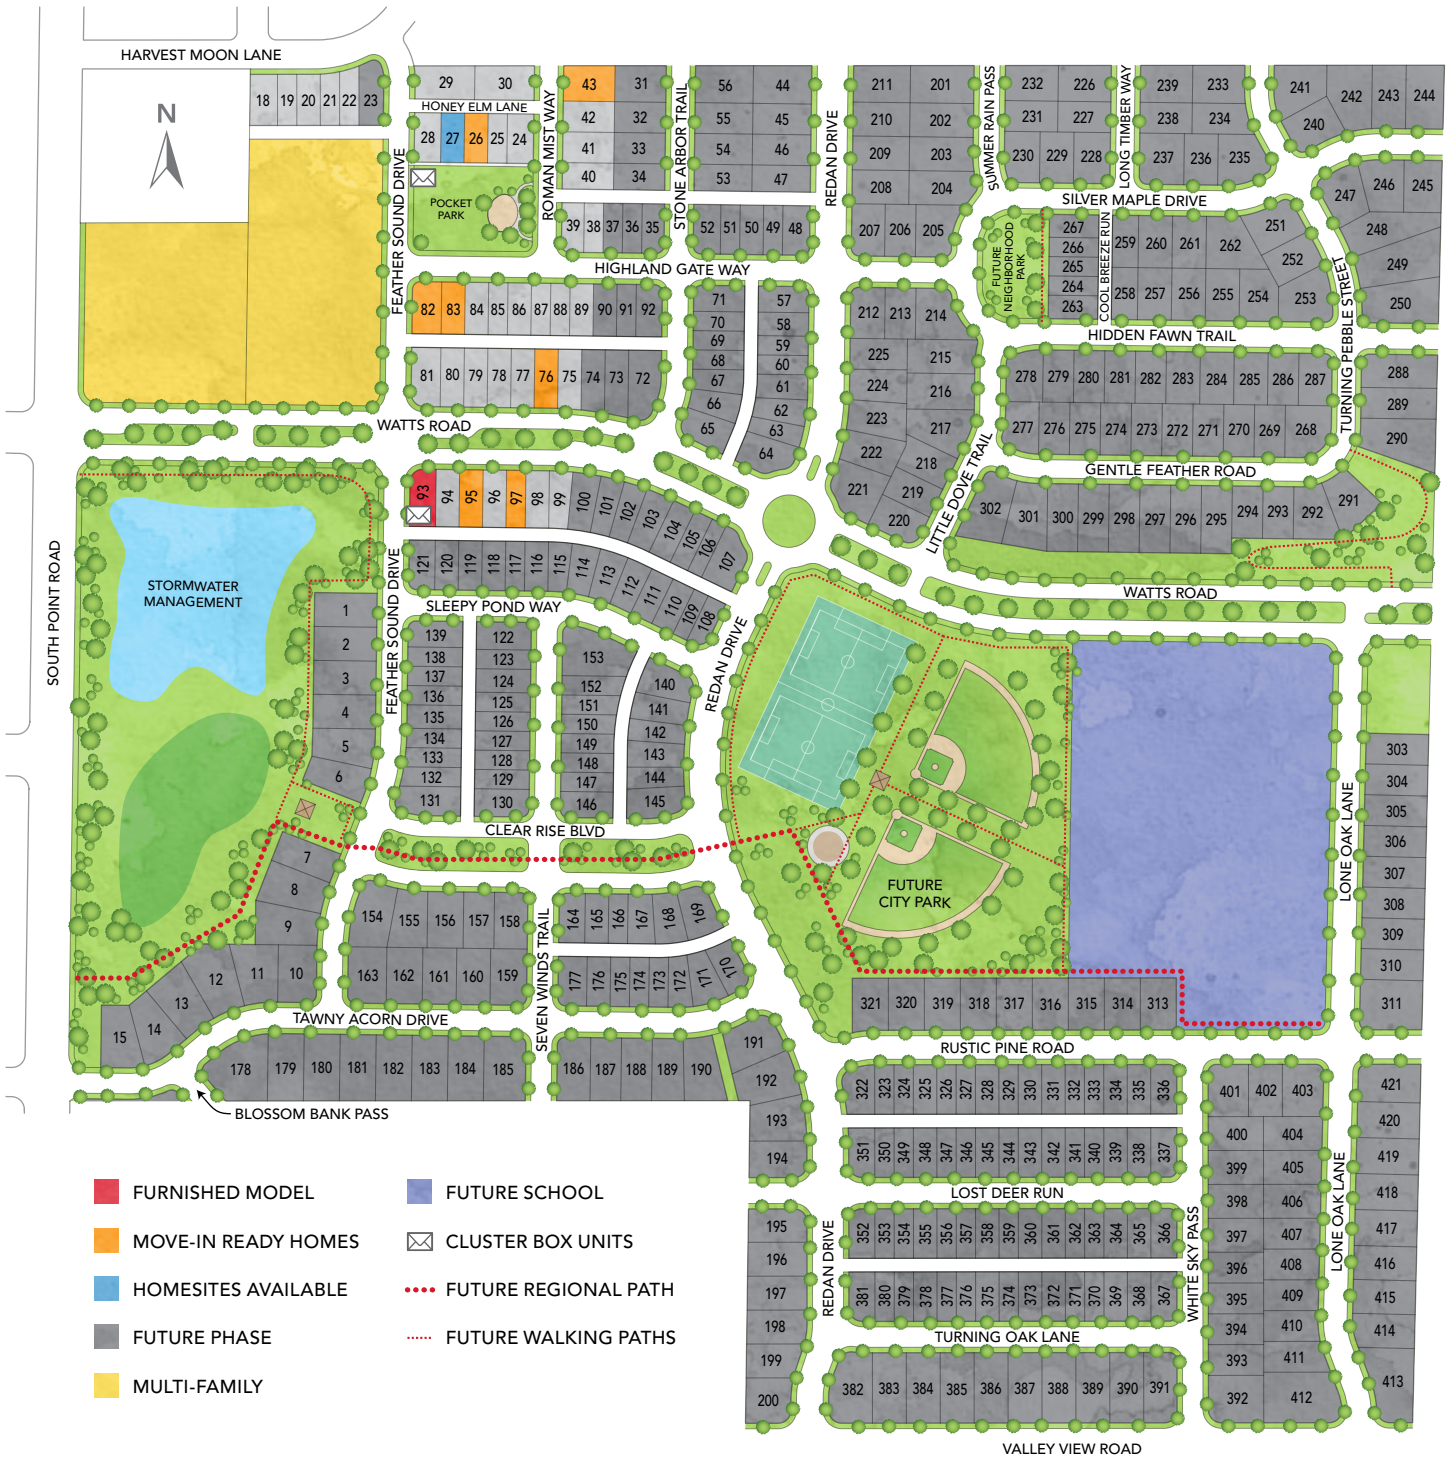 HARVEST MOON LANE
N
18 19 20 21 22 23
29 30
HONEY ELM LANE
28 27 26 25 24
POCKET
PARK
FEATHER SOUND DRIVE
ROMAN MIST WAY
43 31
42 32
41 33
40 34
39 38 37 36 35
STONE ARBOR TRAIL
56 44
55 45
54 46
53 47
52 51 50 49 48
REDAN DRIVE
211 201
210 202
209 203
208 204
207 206 205
SUMMER RAIN PASS
232 226
231 227
230 229 228
LONG TIMBER WAY
239 233
238 234
237 236 235
241 242 243 244
240
SILVER MAPLE DRIVE
247 246 245
248
249
250
FUTURE
NEIGHBORHOOD
PARK
267
266
265
264
263
COOL BREEZE RUN
259 260 261 262 251
252
258 257 256 255 254 253
TURNING PEBBLE STREET
HIDDEN FAWN TRAIL
HIGHLAND GATE WAY
82 83 84 85 86 87 88 89 90 91 92
81 80 79 78 77 76 75 74 73 72
WATTS ROAD
71 57
70 58
69 59
68 60
67 61
66 62
65 63
64
212 213 214
225 215
224 216
223 217
222 218
221 219
220
LITTLE DOVE TRAIL
278 279 280 281 282 283 284 285 286 287
277 276 275 274 273 272 271 270 269 268
288
289
290
GENTLE FEATHER ROAD
302 301 300 299 298 297 296 295 294 293 292 291
WATTS ROAD
SOUTH POINT ROAD
STORMWATER
MANAGEMENT
93 94 95 96 97 98 99 100 101 102 103 104 105 106 107
121 120 119 118 117 116 115 114 113 112 111 110 109 108
FEATHER SOUND DRIVE
SLEEPY POND WAY
REDAN DRIVE
1
2
3
4
5
6
139 122
138 123
137 124
136 125
135 126
134 127
133 128
132 129
131 130
153 140
152 141
151 142
150 143
149 144
148 145
147
146
CLEAR RISE BLVD
FUTURE
CITY PARK
LONE OAK LANE
303
304
305
306
307
308
309
310
311
7
8
9
10 11 12 13 14 15
154 155 156 157 158
163 162 161 160 159
SEVEN WINDS TRAIL
164 165 166 167 168 169
177 176 175 174 173 172 171 170
321 320 319 318 317 316 315 314 313
TAWNY ACORN DRIVE
RUSTIC PINE ROAD
178 179 180 181 182 183 184 185
186 187 188 189 190
191
192
193
194
BLOSSOM BANK PASS
322 323 324 325 326 327 328 329 330 331 332 333 334 335 336
351 350 349 348 347 346 345 344 343 342 341 340 339 338 337
LOST DEER RUN
352 353 354 355 356 357 358 359 360 361 362 363 364 365 366
381 380 379 378 377 376 375 374 373 372 371 370 369 368 367
TURNING OAK LANE
382 383 384 385 386 387 388 389 390 391
VALLEY VIEW ROAD
REDAN DRIVE
195
196
197
198
199
200
WHITE SKY PASS
401 402 403
400 404
399 405
398 406
397 407
396 408
395 409
394 410
393 411
392 412
LONE OAK LANE
421
420
419
418
417
416
415
414
413
FURNISHED MODEL
MOVE-IN READY HOMES
HOMESITES AVAILABLE
FUTURE PHASE
MULTI-FAMILY
FUTURE SCHOOL
CLUSTER BOX UNITS
FUTURE REGIONAL PATH
FUTURE WALKING PATHS